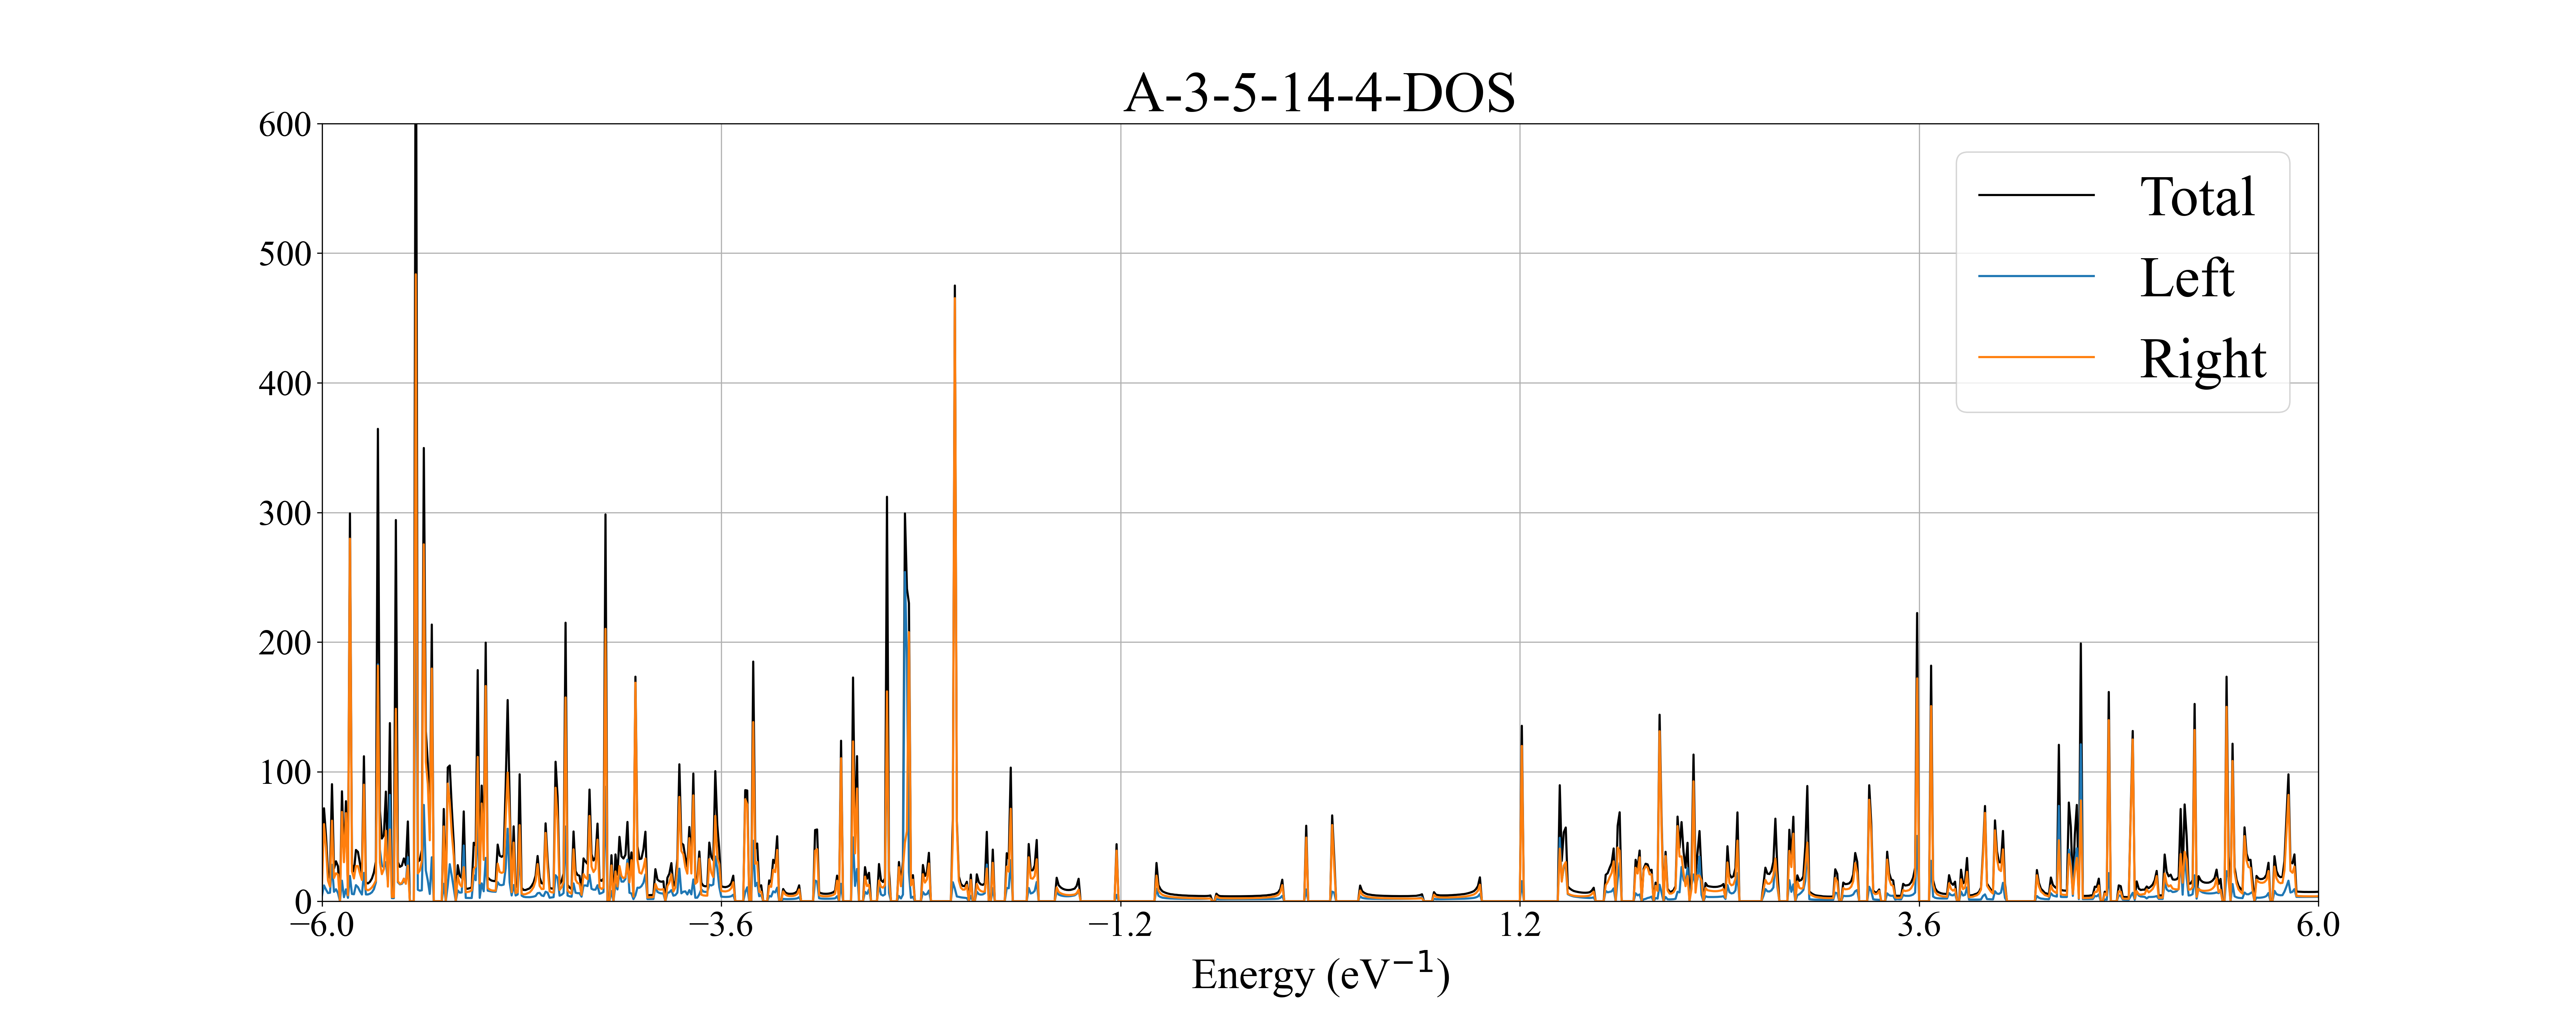 A-3-5-14-4-DOS
600
500
400
300
200
100
0
Total
Left
Right
−6.0 −3.6 −1.2 1.2 3.6 6.0
Energy (eV⁻¹)